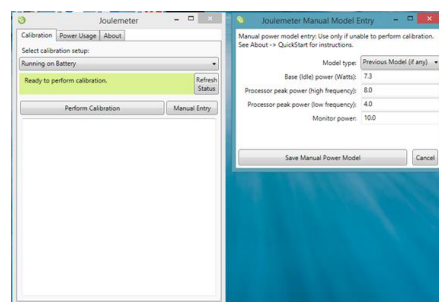 Joulemeter
Calibration Power Usage About
Select calibration setup:
Running on Battery
Ready to perform calibration.
Refresh
Status
Perform Calibration Manual Entry
Joulemeter Manual Model Entry
Manual power model entry: Use only if unable to perform calibration.
See About -> QuickStart for instructions.
Model type: Previous Model (if any)
Base (Idle) power (Watts): 7.3
Processor peak power (high frequency): 8.0
Processor peak power (low frequency): 4.0
Monitor power: 10.0
Save Manual Power Model Cancel